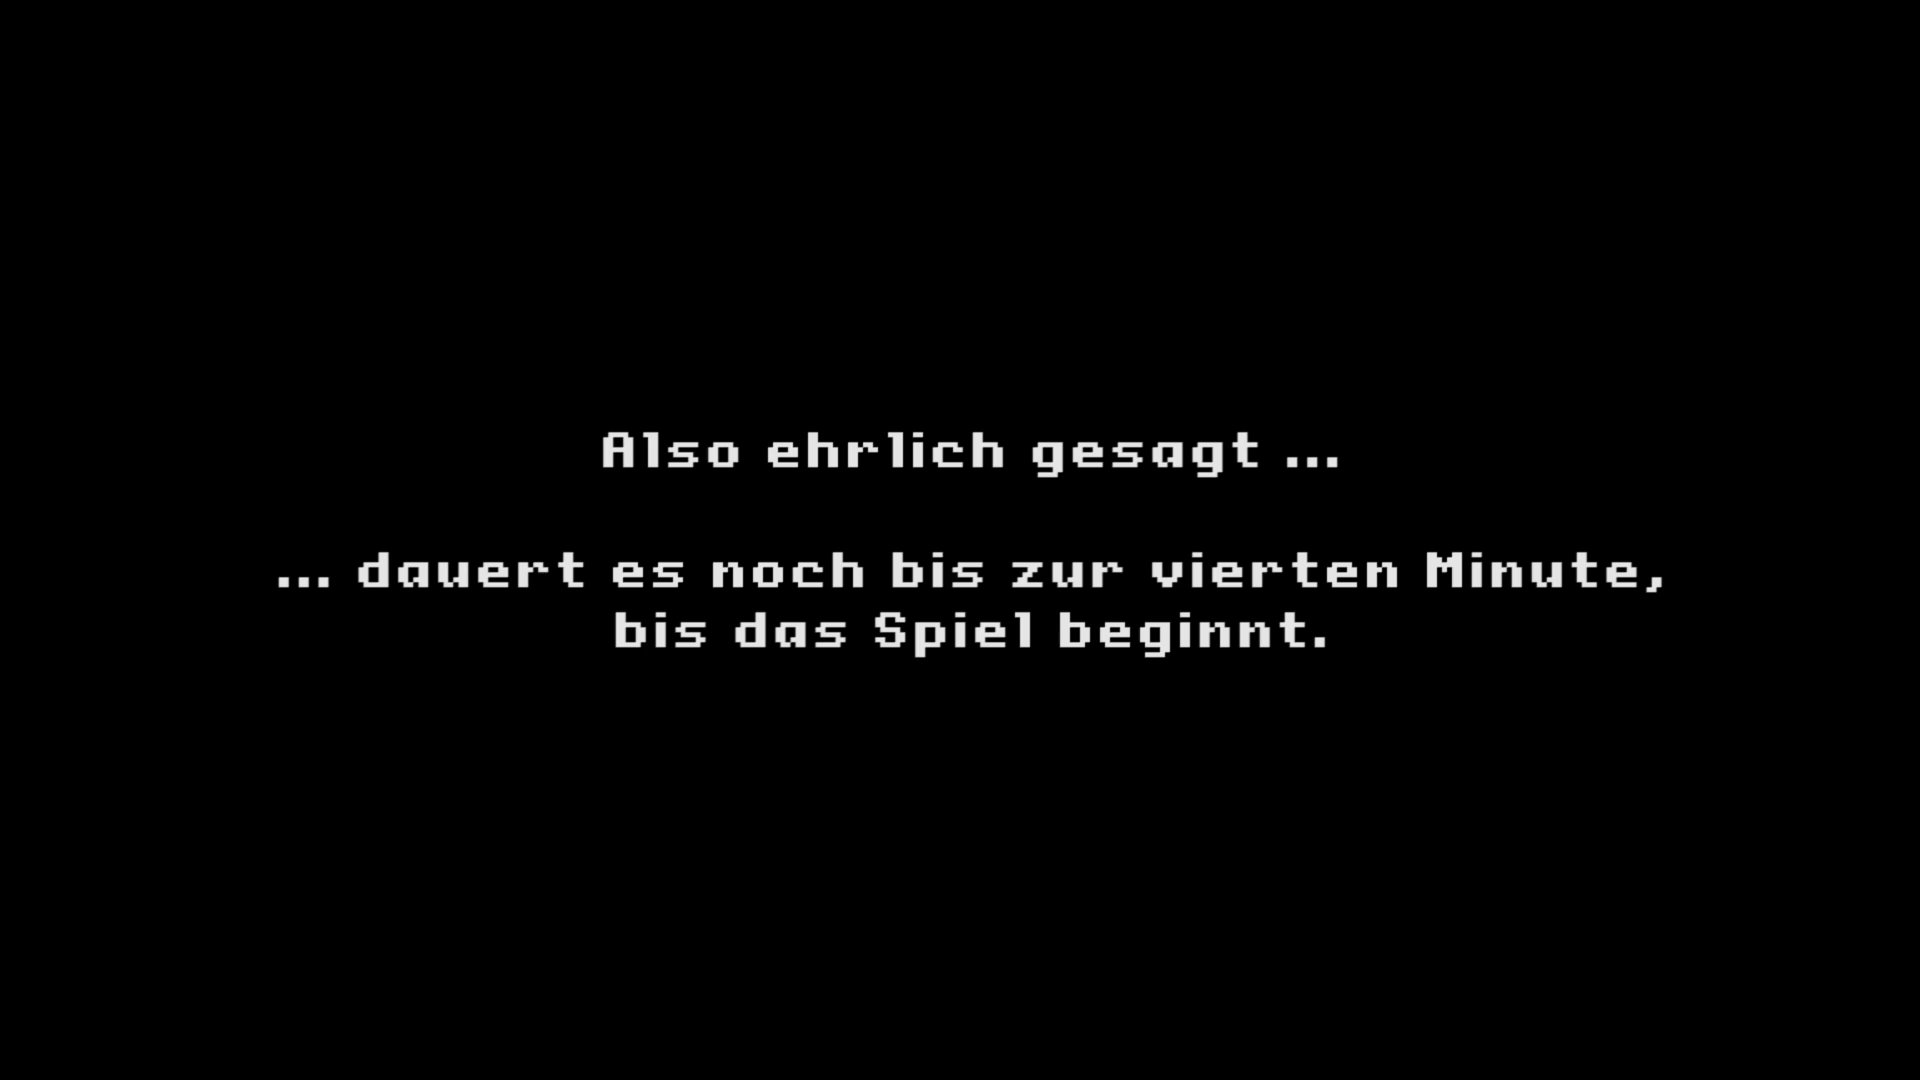 Also ehrlich gesagt ...
... dauert es noch bis zur vierten Minute,
bis das Spiel beginnt.